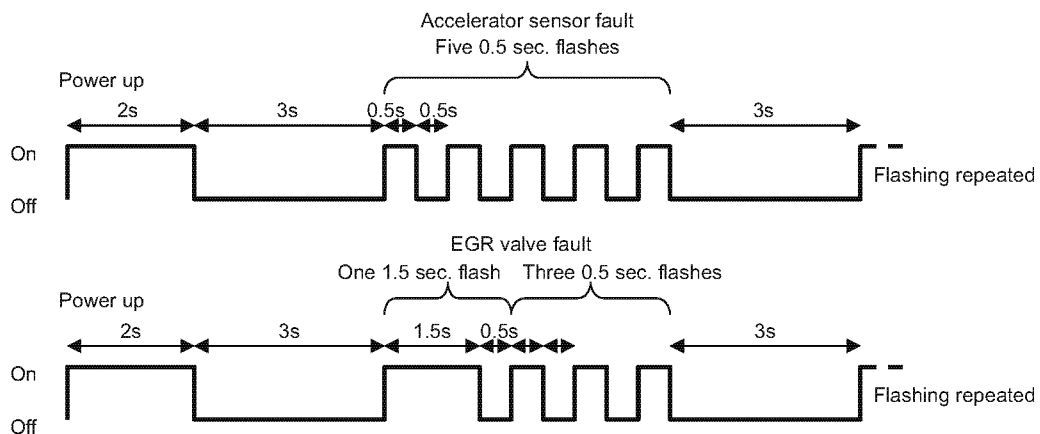 Accelerator sensor fault
Five 0.5 sec. flashes
Power up
2s
3s
0.5s
0.5s
3s
On
Off
Flashing repeated
EGR valve fault
One 1.5 sec. flash
Three 0.5 sec. flashes
Power up
2s
3s
1.5s
0.5s
3s
On
Off
Flashing repeated